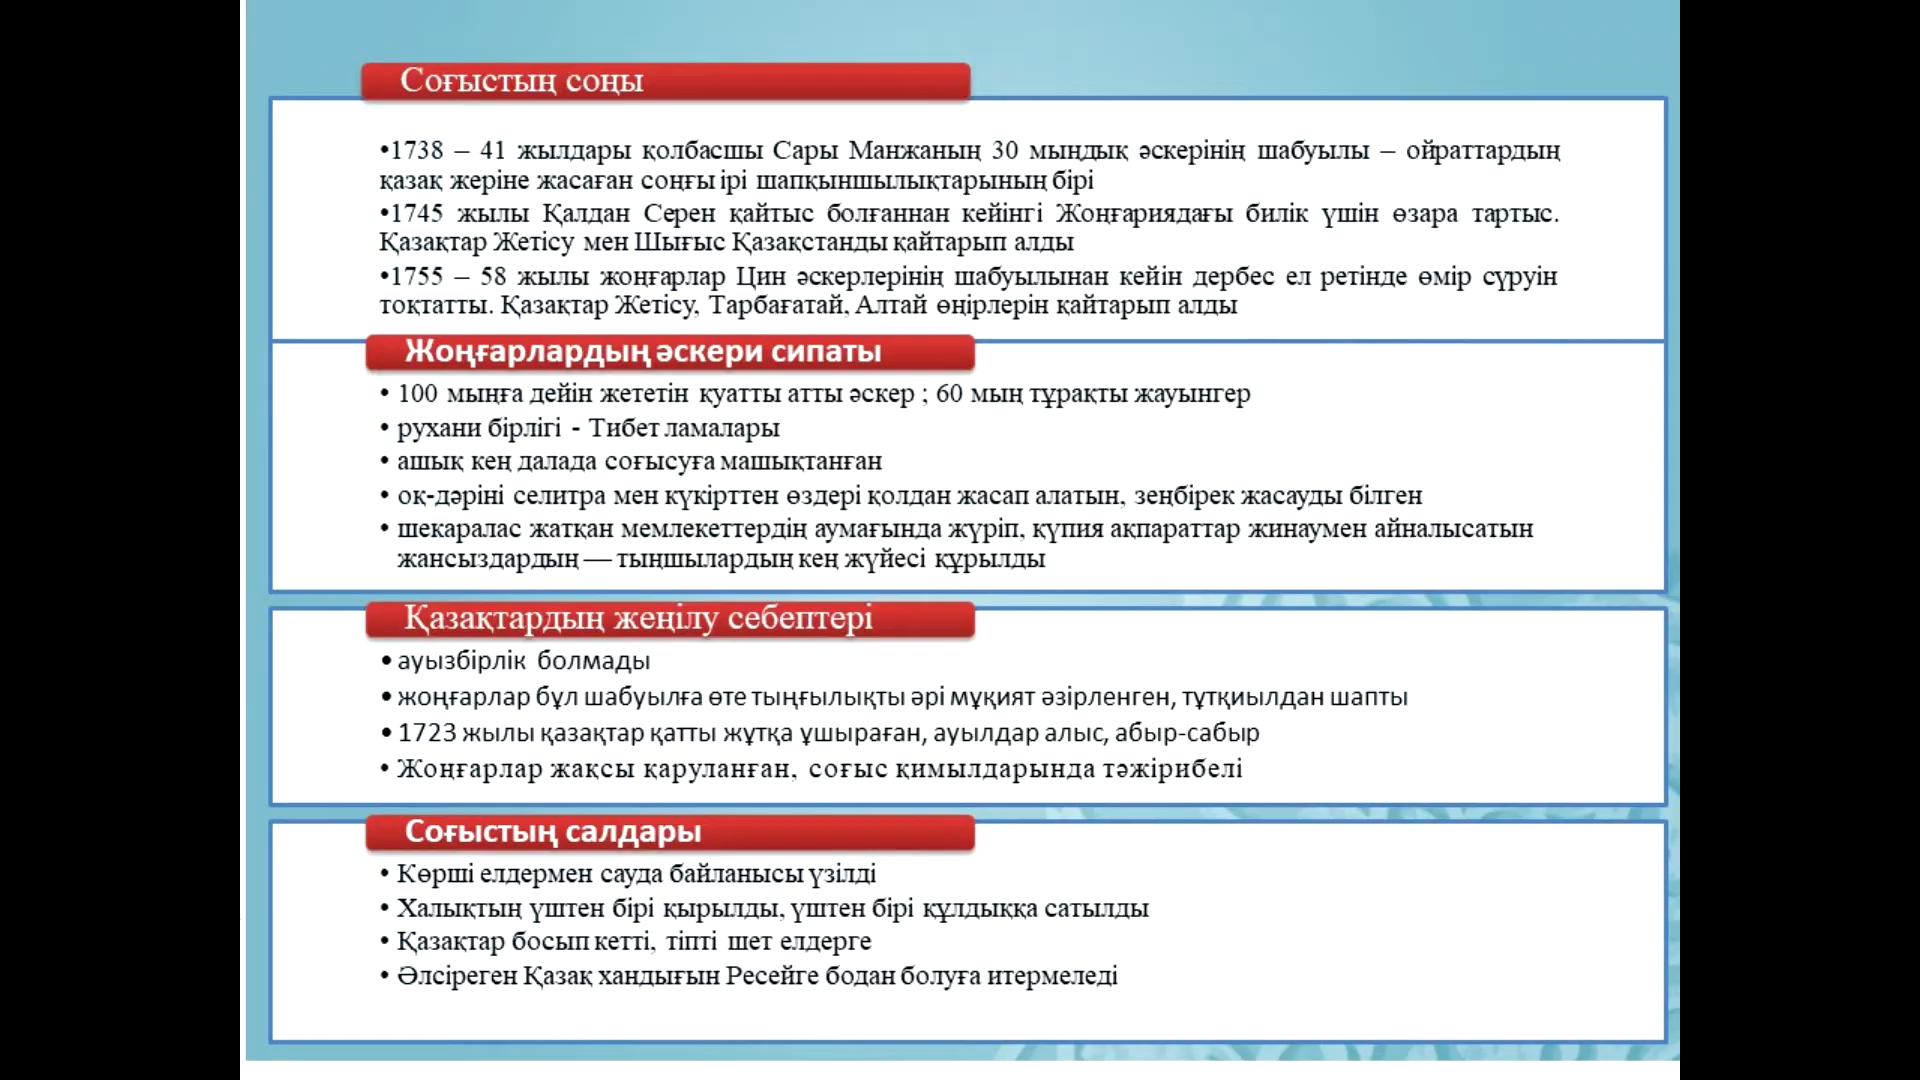 Соғыстың соңы
•1738 – 41 жылдары қолбасшы Сары Манжаның 30 мыңдық әскерінің шабуылы – ойраттардың
қазақ жеріне жасаған соңғы ірі шапқыншылықтарының бірі
•1745 жылы Қалдан Серен қайтыс болғаннан кейінгі Жоңғариядағы билік үшін өзара тартыс.
Қазақтар Жетісу мен Шығыс Қазақстанды қайтарып алды
•1755 – 58 жылы жоңғарлар Цин әскерлерінің шабуылынан кейін дербес ел ретінде өмір сүруін
тоқтатты. Қазақтар Жетісу, Тарбағатай, Алтай өңірлерін қайтарып алды
Жоңғарлардың әскери сипаты
• 100 мыңға дейін жететін қуатты атты әскер ; 60 мың тұрақты жауынгер
• рухани бірлігі - Тибет ламалары
• ашық кең далада соғысуға машықтанған
• оқ-дәріні селитра мен күкірттен өздері қолдан жасап алатын, зеңбірек жасауды білген
• шекаралас жатқан мемлекеттердің аумағында жүріп, құпия ақпараттар жинаумен айналысатын
жансыздардың — тыңшылардың кең жүйесі құрылды
Қазақтардың жеңілу себептері
• ауызбірлік болмады
• жоңғарлар бұл шабуылға өте тыңғылықты әрі мұқият әзірленген, тұтқиылдан шапты
• 1723 жылы қазақтар қатты жұтқа ұшыраған, ауылдар алыс, абыр-сабыр
• Жоңғарлар жақсы қаруланған, соғыс қимылдарында тәжірибелі
Соғыстың салдары
• Көрші елдермен сауда байланысы үзілді
• Халықтың үштен бірі қырылды, үштен бірі құлдыққа сатылды
• Қазақтар босып кетті, тіпті шет елдерге
• Әлсіреген Қазақ хандығын Ресейге бодан болуға итермеледі